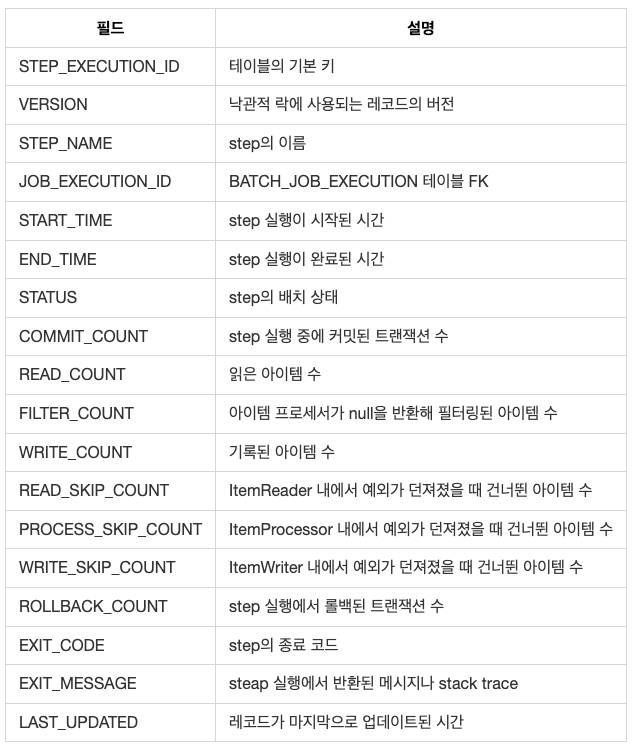 필드 설명
STEP_EXECUTION_ID 테이블의 기본 키
VERSION 낙관적 락에 사용되는 레코드의 버전
STEP_NAME step의 이름
JOB_EXECUTION_ID BATCH_JOB_EXECUTION 테이블 FK
START_TIME step 실행이 시작된 시간
END_TIME step 실행이 완료된 시간
STATUS step의 배치 상태
COMMIT_COUNT step 실행 중에 커밋된 트랜잭션 수
READ_COUNT 읽은 아이템 수
FILTER_COUNT 아이템 프로세서가 null을 반환해 필터링된 아이템 수
WRITE_COUNT 기록된 아이템 수
READ_SKIP_COUNT ItemReader 내에서 예외가 던져졌을 때 건너뛴 아이템 수
PROCESS_SKIP_COUNT ItemProcessor 내에서 예외가 던져졌을 때 건너뛴 아이템 수
WRITE_SKIP_COUNT ItemWriter 내에서 예외가 던져졌을 때 건너뛴 아이템 수
ROLLBACK_COUNT step 실행에서 롤백된 트랜잭션 수
EXIT_CODE step의 종료 코드
EXIT_MESSAGE steap 실행에서 반환된 메시지나 stack trace
LAST_UPDATED 레코드가 마지막으로 업데이트된 시간